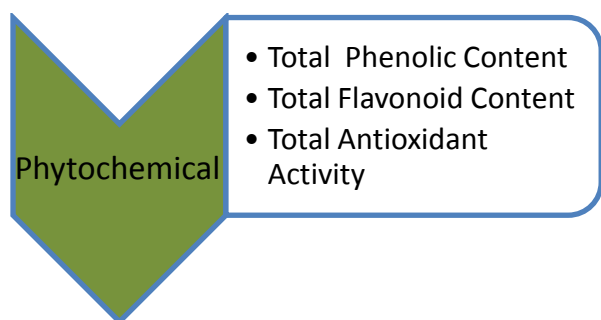 Phytochemical
• Total Phenolic Content
• Total Flavonoid Content
• Total Antioxidant
Activity